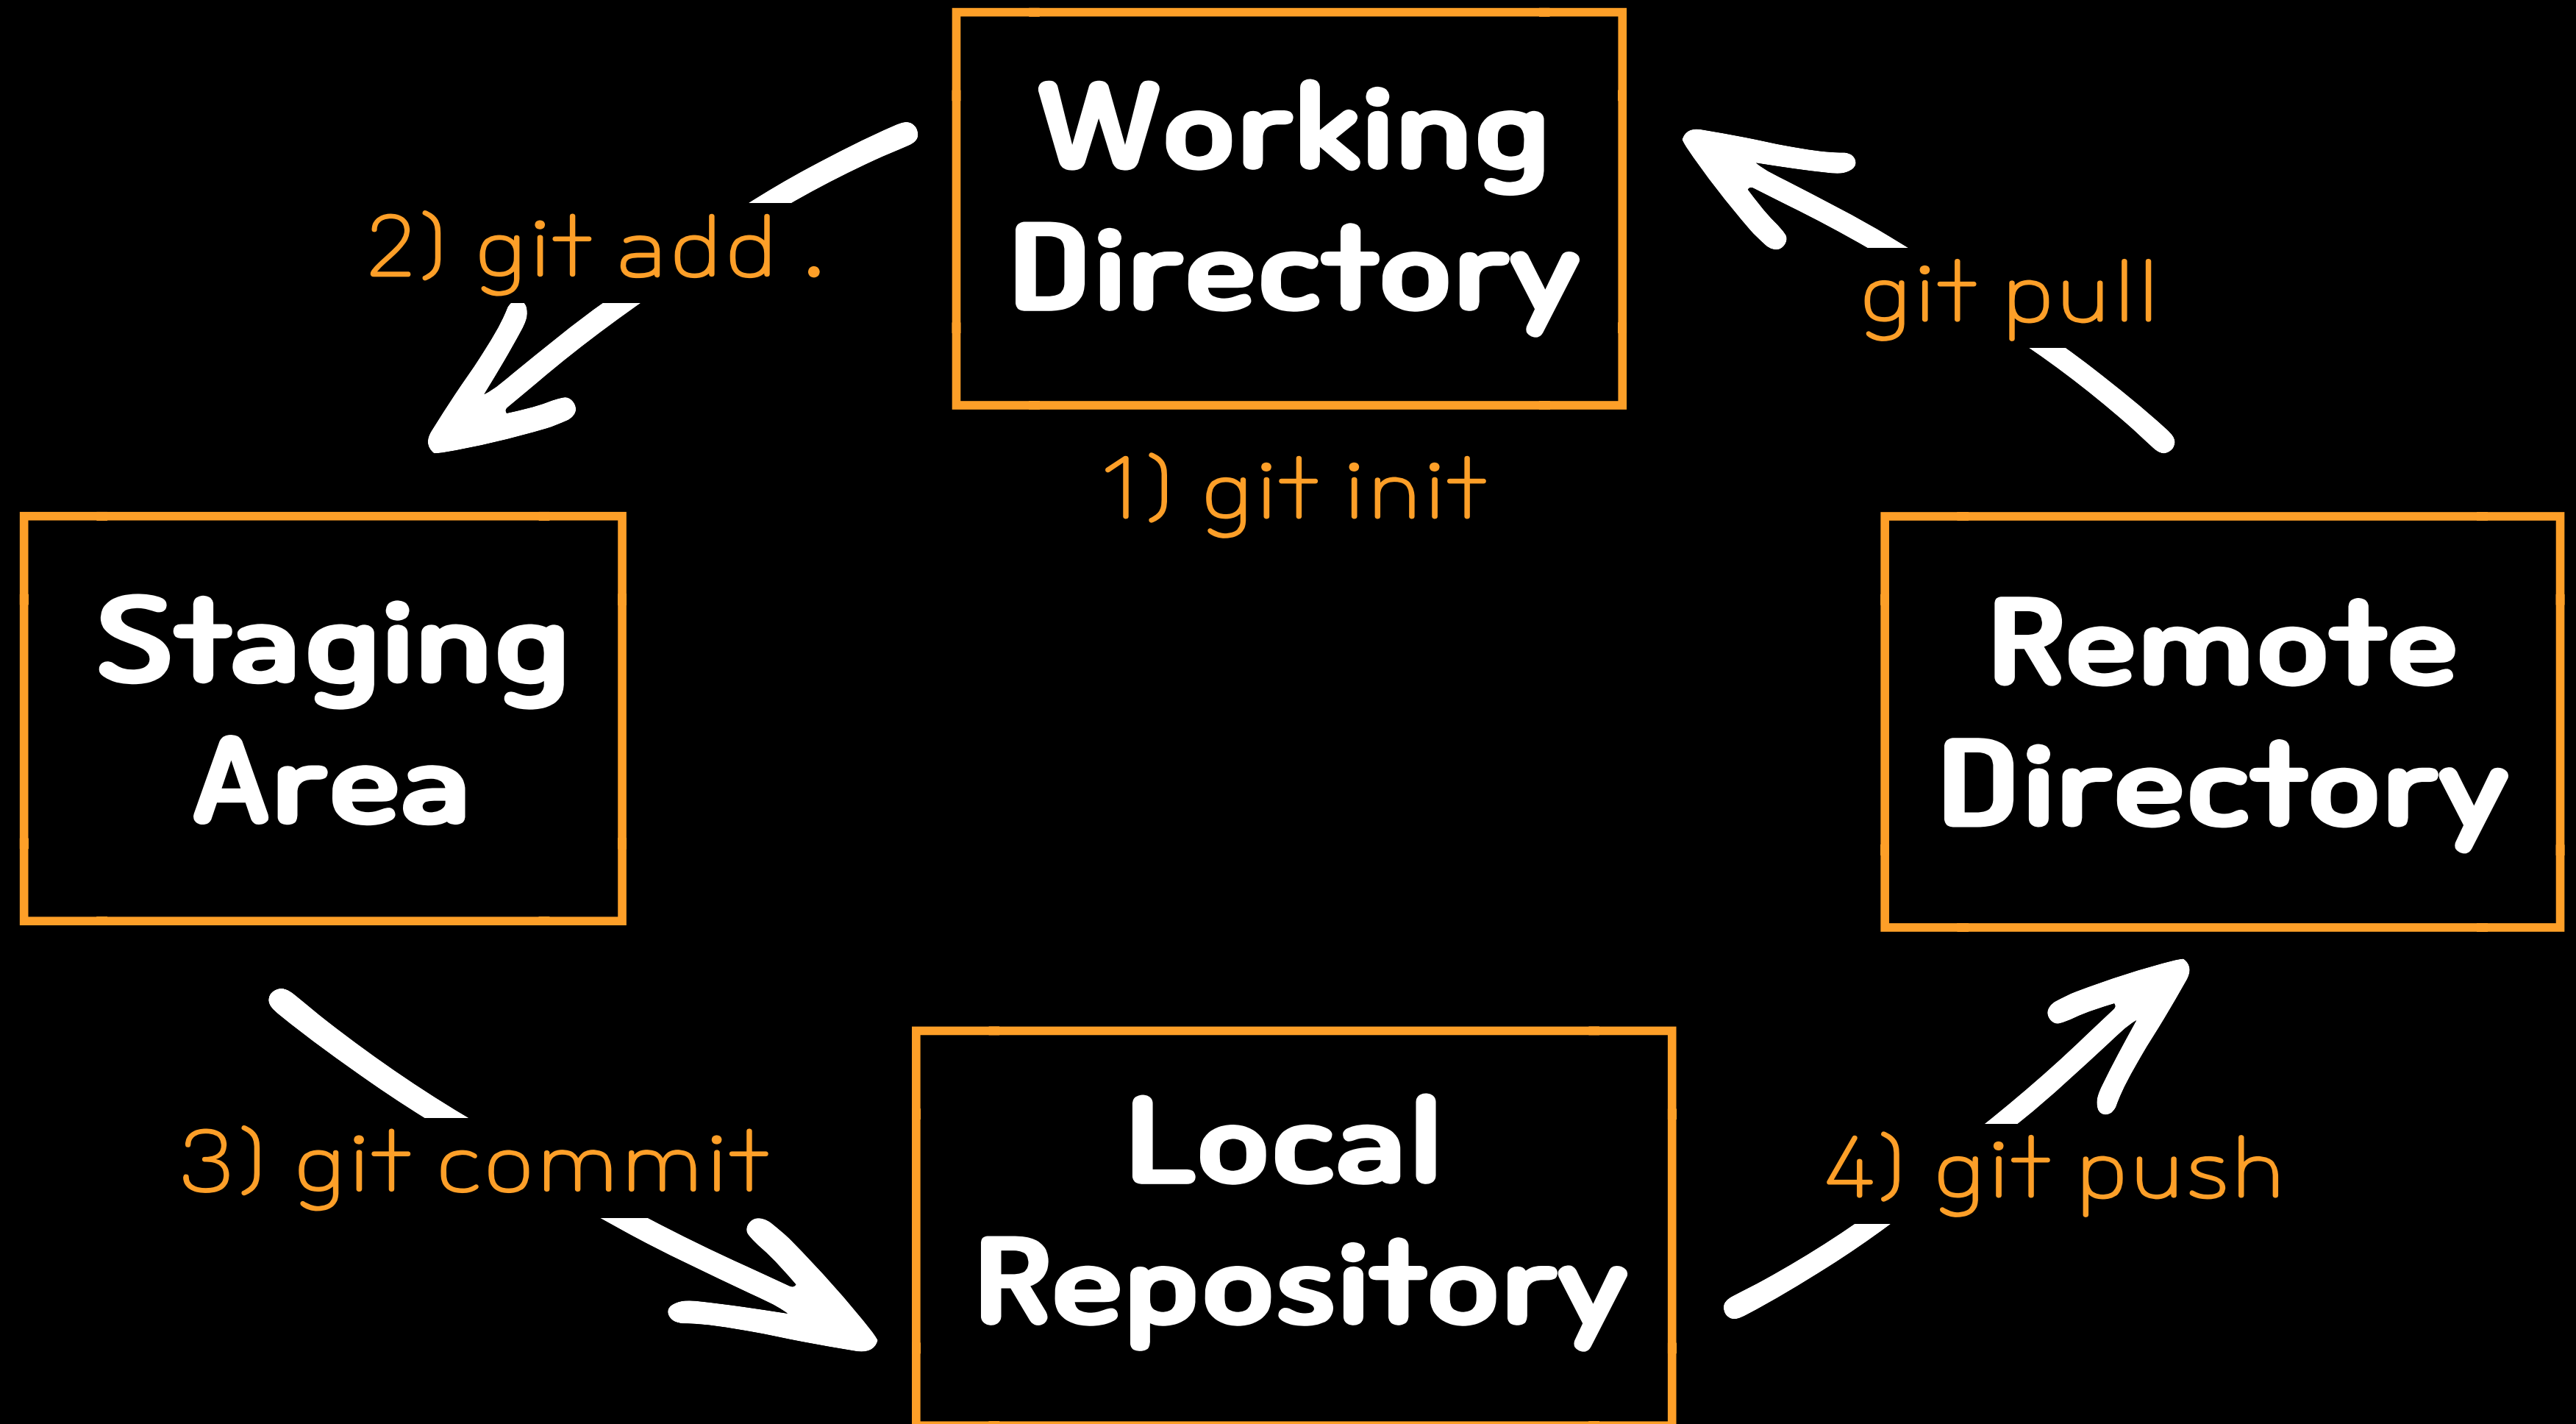 Working
Directory
2) git add .
git pull
1) git init
Staging
Area
Remote
Directory
3) git commit
Local
Repository
4) git push